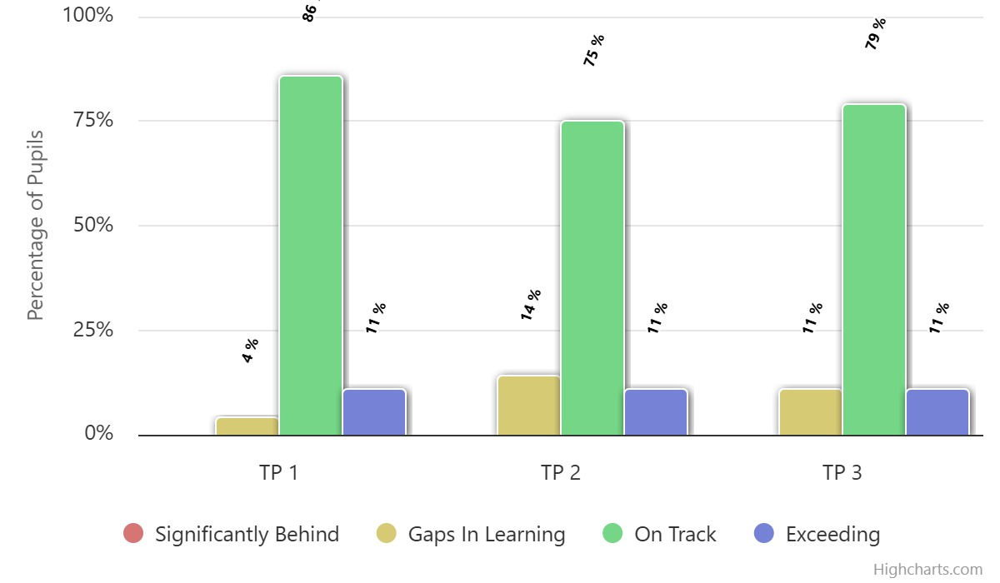 100%
75%
50%
25%
0%
Percentage of Pupils
4 %
86
11 %
14 %
75 %
11 %
11 %
79 %
11 %
TP 1
TP 2
TP 3
Significantly Behind
Gaps In Learning
On Track
Exceeding
Highcharts.com